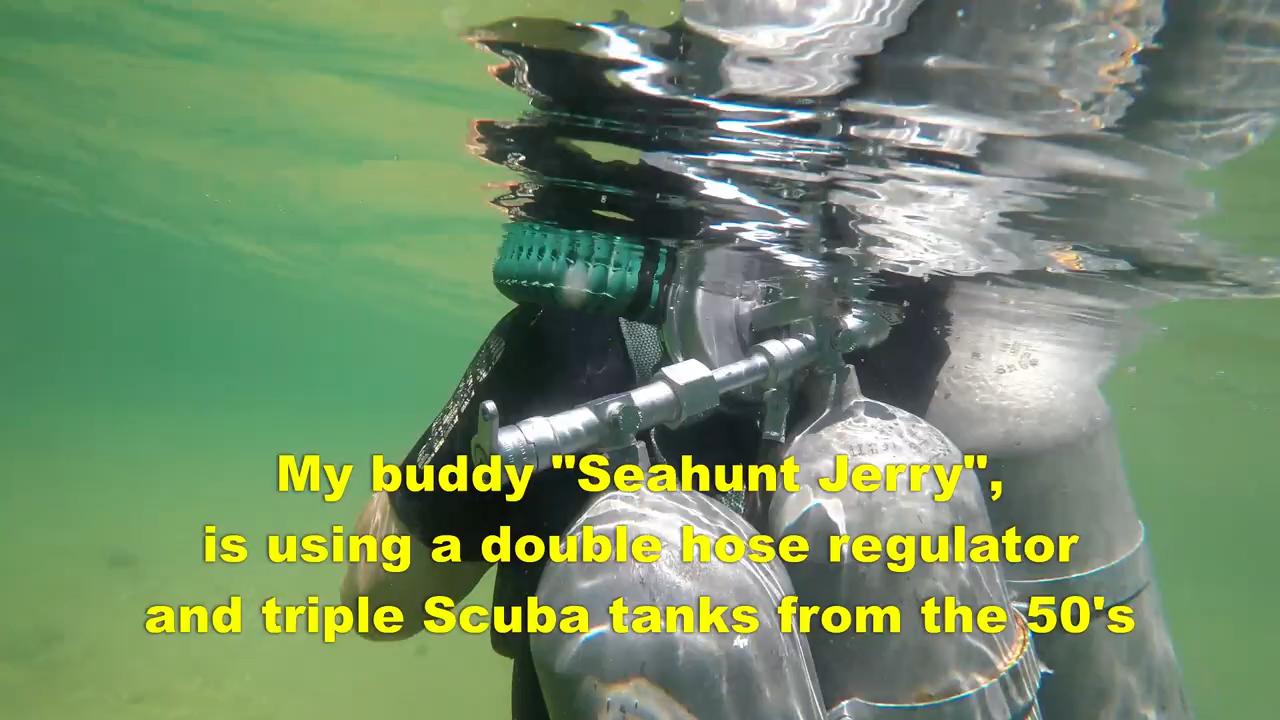 My buddy "Seahunt Jerry",
is using a double hose regulator
and triple Scuba tanks from the 50's